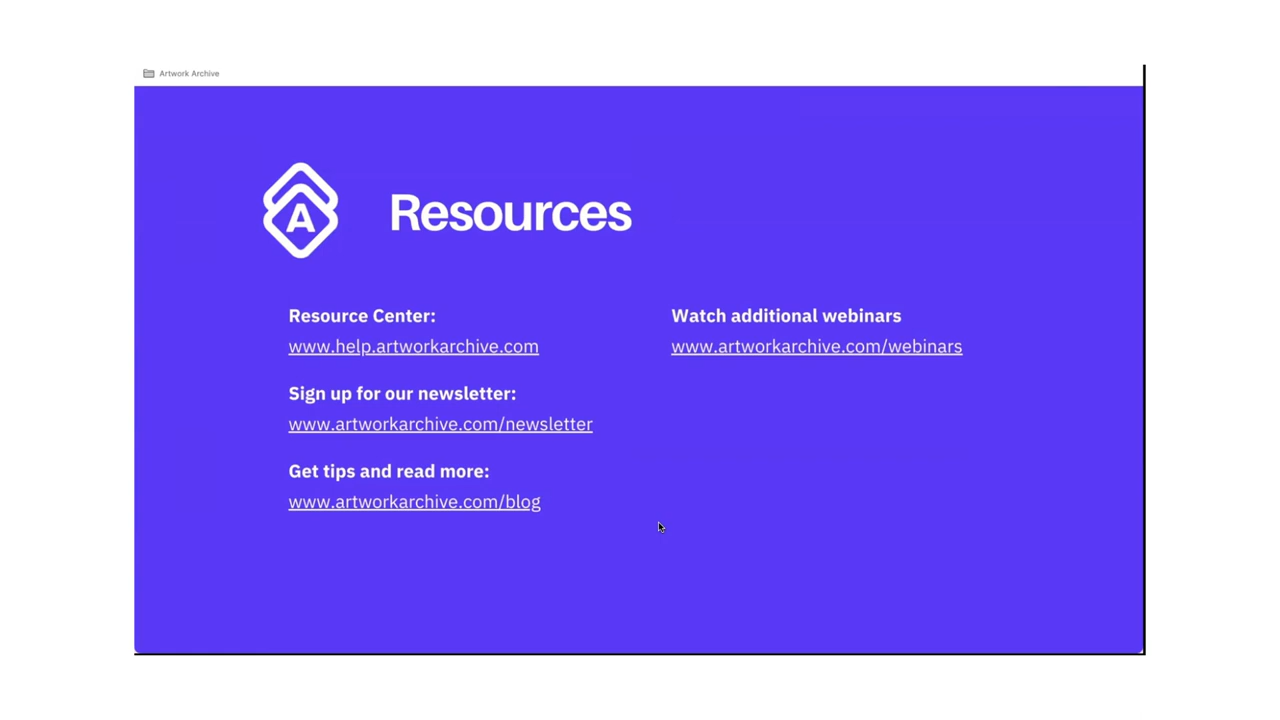 Artwork Archive
A
Resources
Resource Center:
www.help.artworkarchive.com
Sign up for our newsletter:
www.artworkarchive.com/newsletter
Get tips and read more:
www.artworkarchive.com/blog
Watch additional webinars
www.artworkarchive.com/webinars